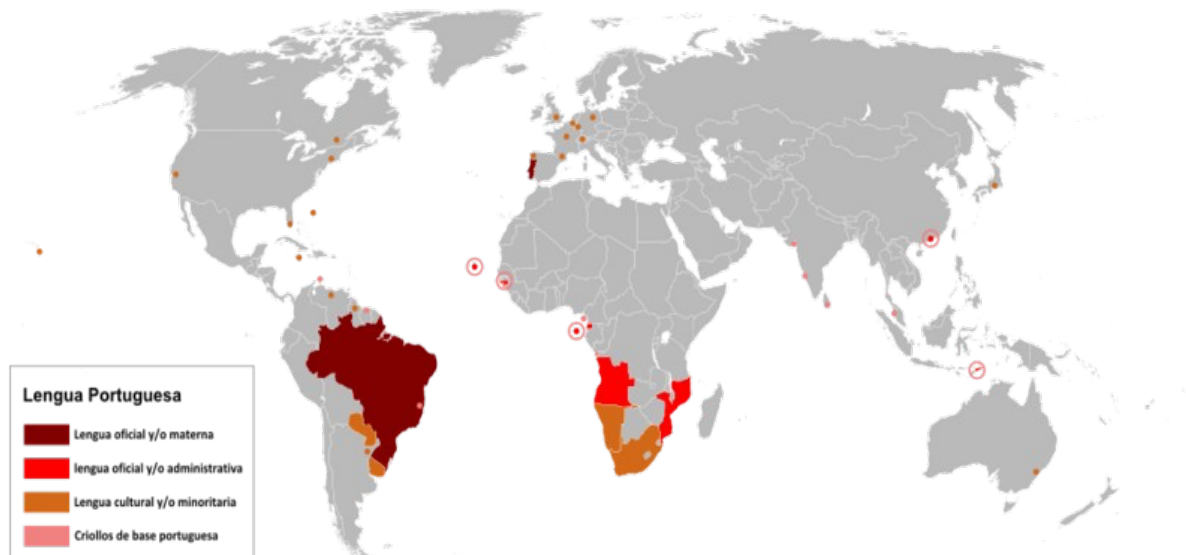 Lengua Portuguesa
Lengua oficial y/o materna
lengua oficial y/o administrativa
Lengua cultural y/o minoritaria
Criollos de base portuguesa